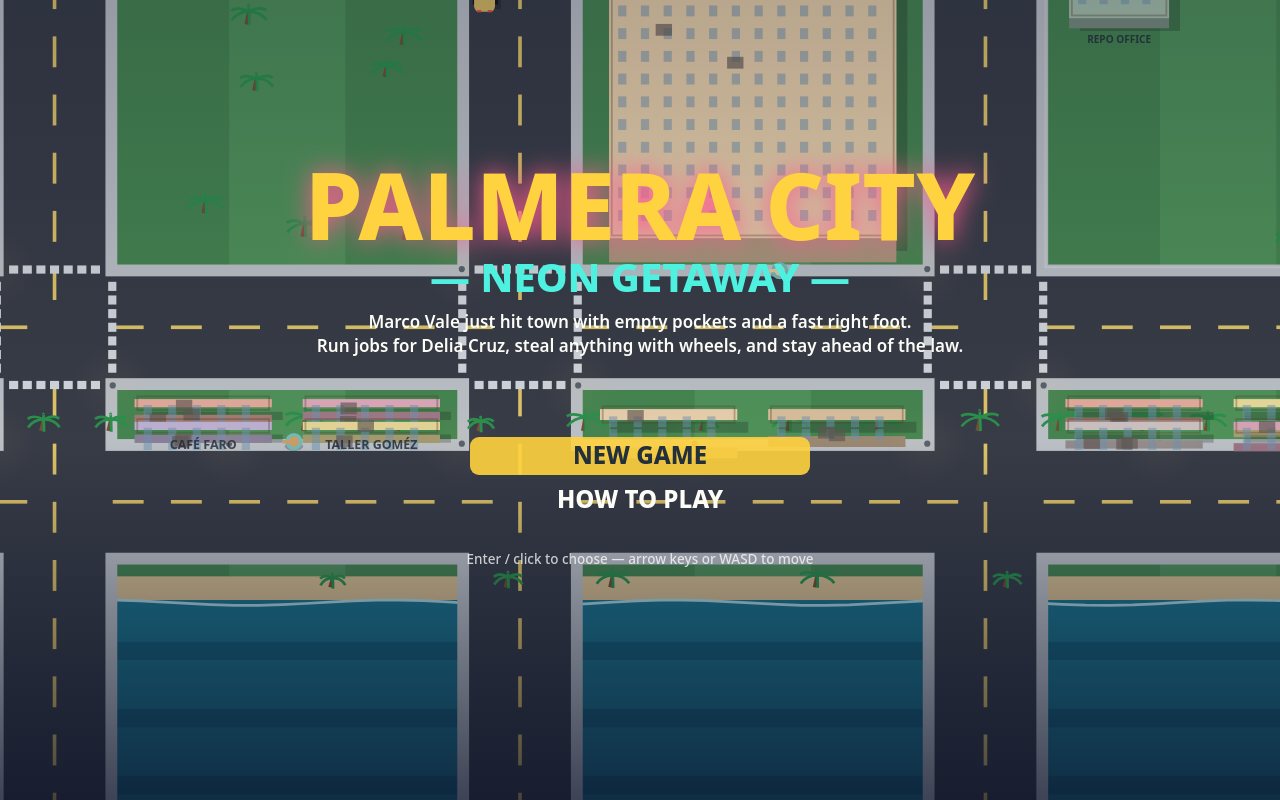 REPO OFFICE
PALMERA CITY
— NEON GETAWAY —
Marco Vale just hit town with empty pockets and a fast right foot.
Run jobs for Delia Cruz, steal anything with wheels, and stay ahead of the law.
CAFÉ FARO
TALLER GOMÉZ
NEW GAME
HOW TO PLAY
Enter / click to choose — arrow keys or WASD to move